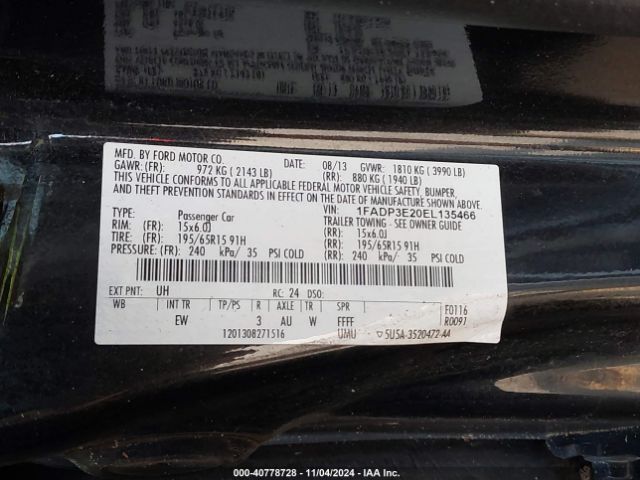 MFD. BY FORD MOTOR CO.
DATE: 08/13 GVWR: 1810 KG ( 3990 LB)
GAWR: (FR): 972 KG ( 2143 LB) (RR): 880 KG ( 1940 LB)
THIS VEHICLE CONFORMS TO ALL APPLICABLE FEDERAL MOTOR VEHICLE SAFETY, BUMPER,
AND THEFT PREVENTION STANDARDS IN EFFECT ON THE DATE OF MANUFACTURE SHOWN ABOVE.
VIN: 1FADP3E20EL135466
TYPE: Passenger Car TRAILER TOWING - SEE OWNER GUIDE
RIM: (FR): 15x6.0J (RR): 15x6.0J
TIRE: (FR): 195/65R15 91H (RR): 195/65R15 91H
PRESSURE: (FR): 240 kPa/ 35 PSI COLD (RR): 240 kPa/ 35 PSI COLD
EXT PNT: UH RC: 24 DSO:
WB INT TR TP/PS R AXLE TR SPR F0116
EW 3 AU W FFFF R0091
1201308271516 UMU 5U5A-3520472-AA
000-40778728 - 11/04/2024 - IAA Inc.